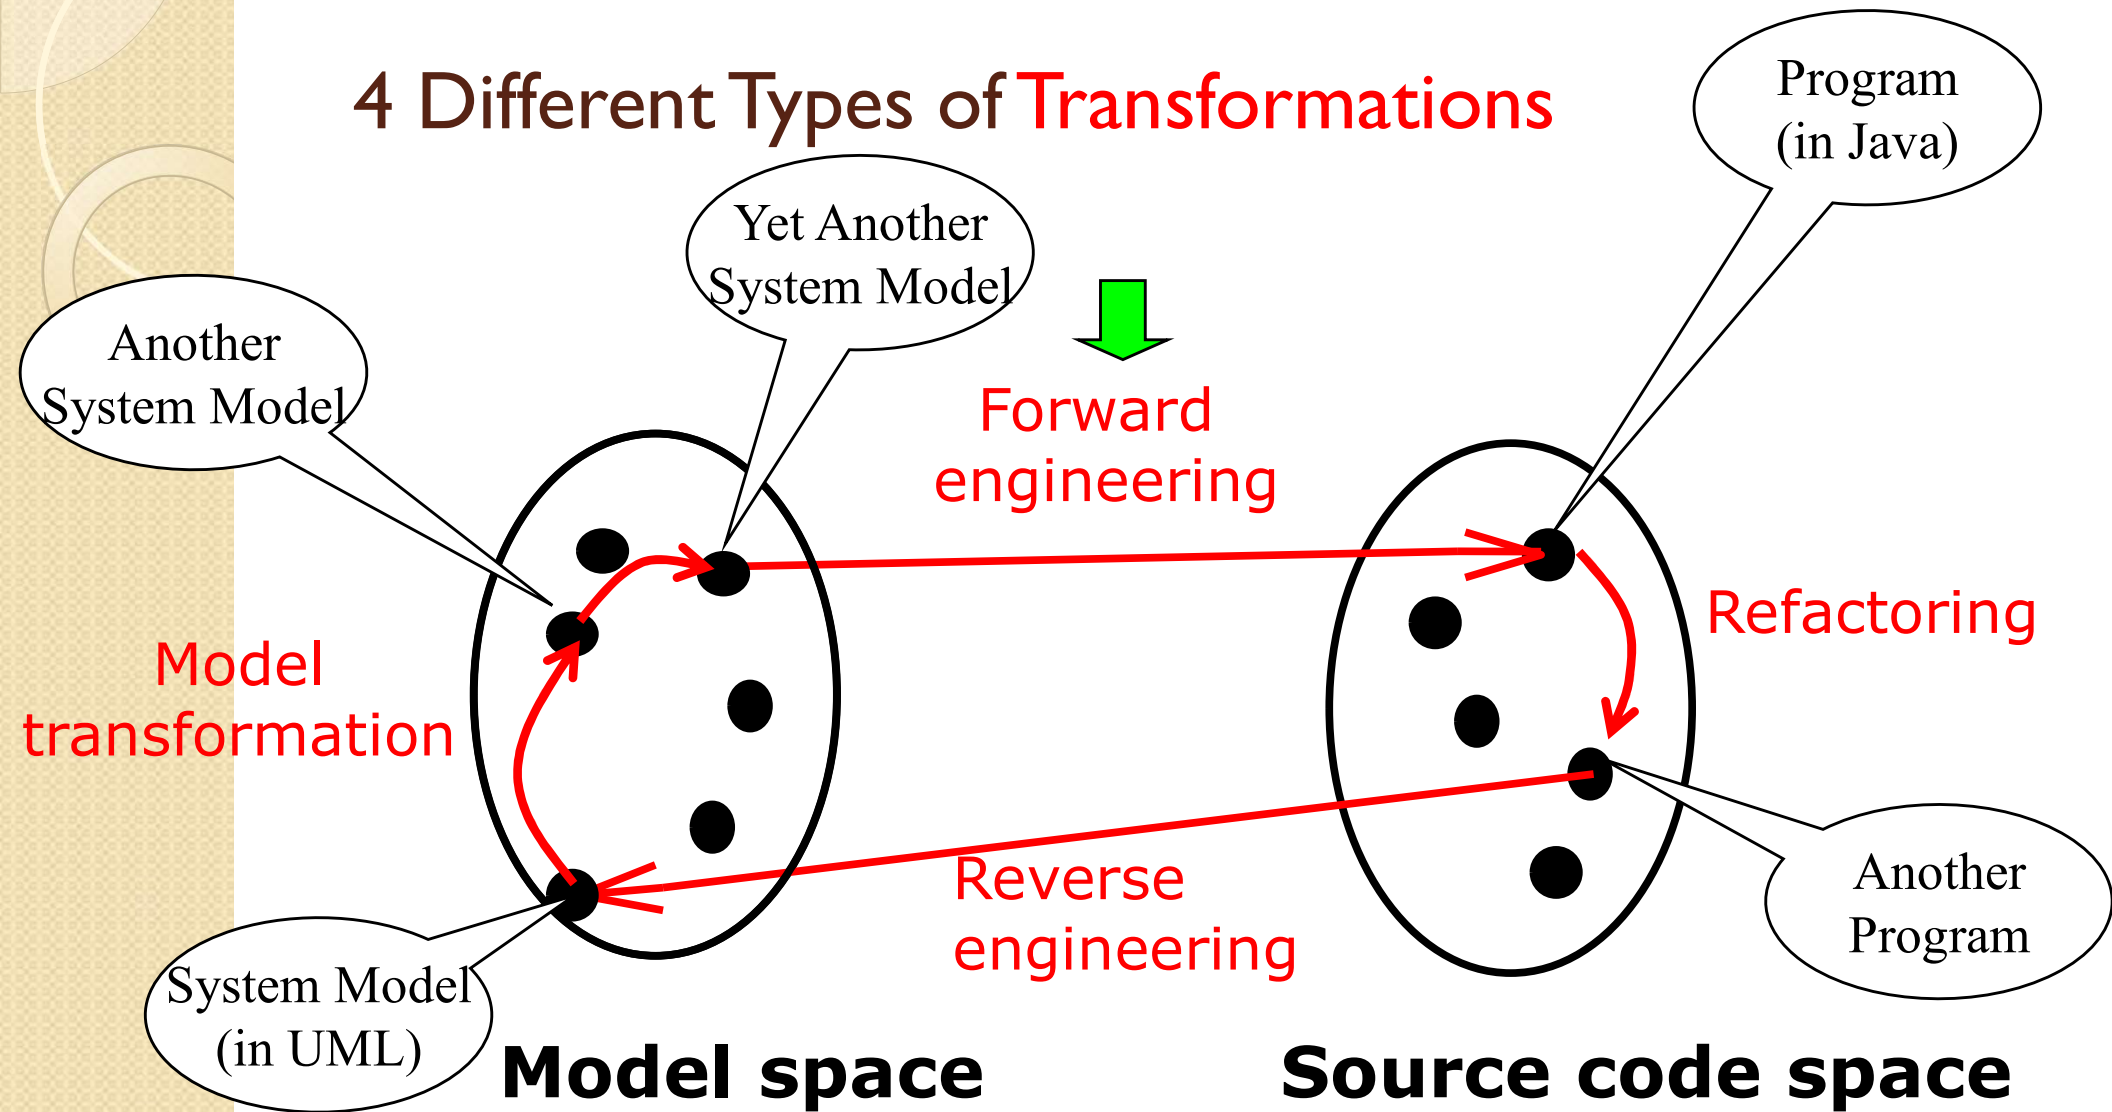 4 Different Types of Transformations
Program
(in Java)
Yet Another
System Model
Another
System Model
Forward
engineering
Refactoring
Model
transformation
Reverse
engineering
Another
Program
System Model
(in UML)
Model space
Source code space